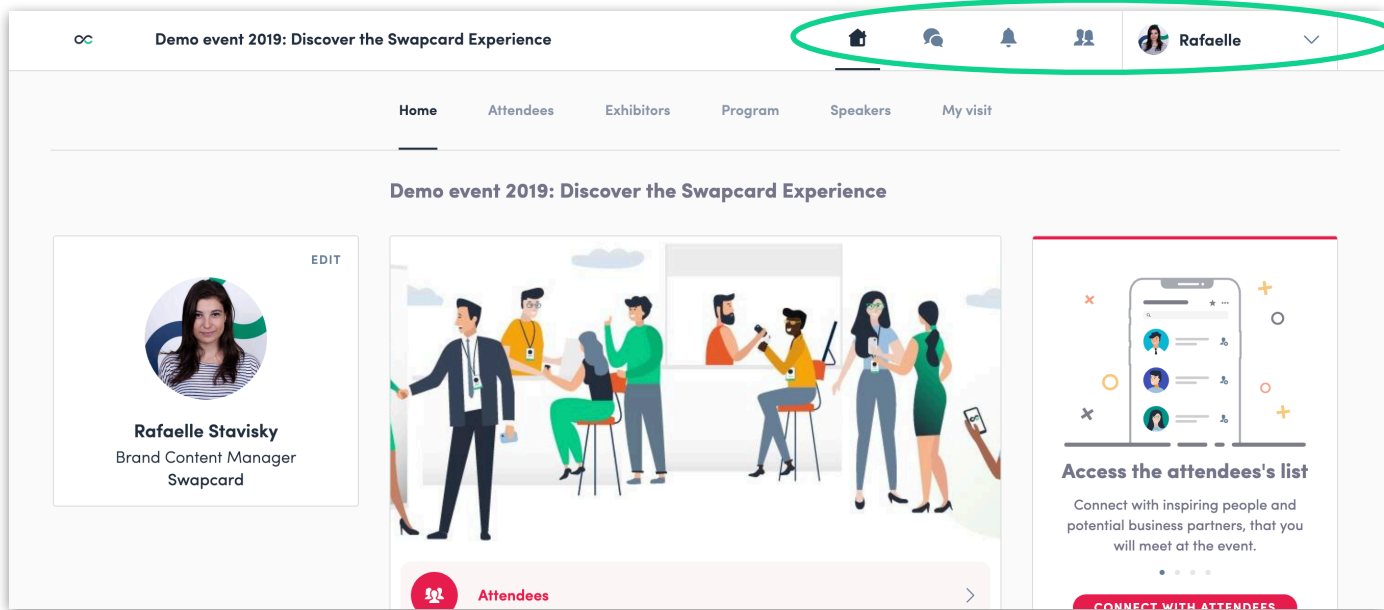 Demo event 2019: Discover the Swapcard Experience
Rafaelle
Home Attendees Exhibitors Program Speakers My visit
Demo event 2019: Discover the Swapcard Experience
EDIT
Rafaelle Stavisky
Brand Content Manager
Swapcard
Attendees
Access the attendees's list
Connect with inspiring people and
potential business partners, that you
will meet at the event.
CONNECT WITH ATTENDEES